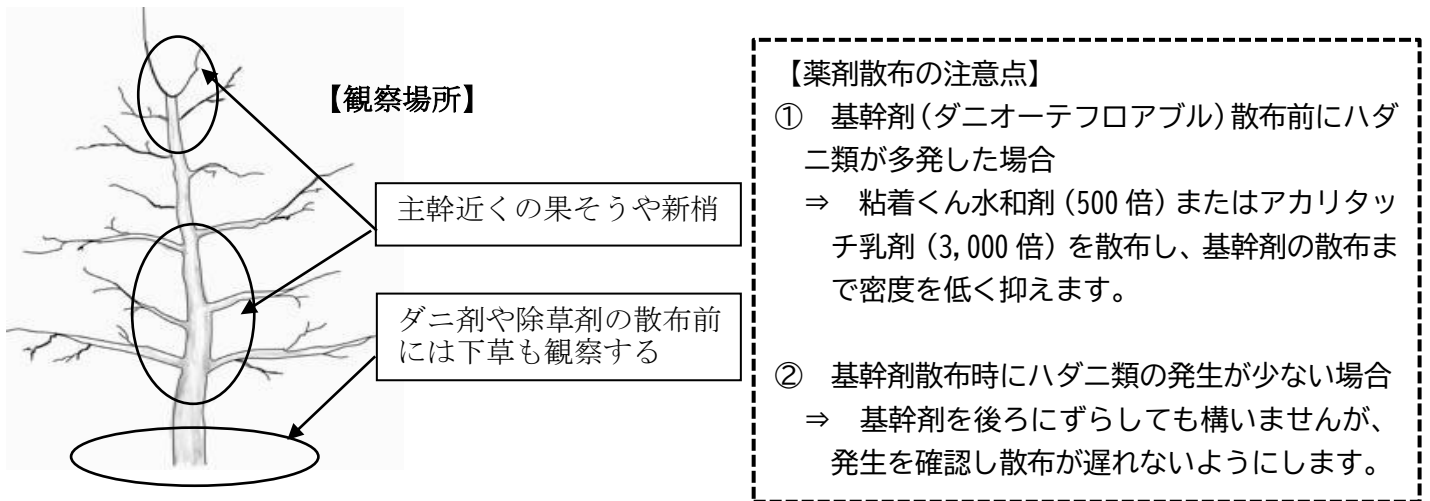 【観察場所】
主幹近くの果そうや新梢
ダニ剤や除草剤の散布前
には下草も観察する
【薬剤散布の注意点】
① 基幹剤（ダニオーテフロアブル）散布前にハダ
ニ類が多発した場合
⇒ 粘着くん水和剤（500 倍）またはアカリタッ
チ乳剤（3,000 倍）を散布し、基幹剤の散布ま
で密度を低く抑えます。
② 基幹剤散布時にハダニ類の発生が少ない場合
⇒ 基幹剤を後ろにずらしても構いませんが、
発生を確認し散布が遅れないようにします。